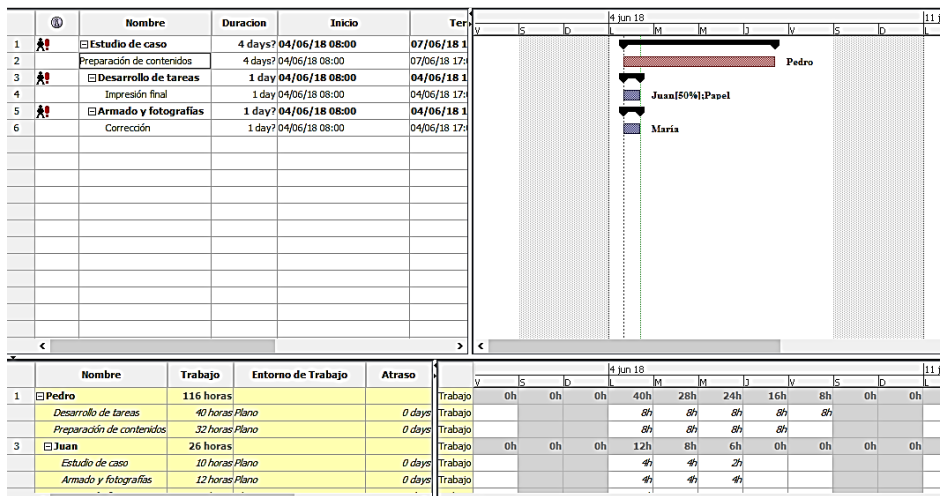 4 jun 18 11 j
Nombre Duracion Inicio Ter
V S D L M M J V S D L
1 Estudio de caso 4 days? 04/06/18 08:00 07/06/18 1
2 Preparación de contenidos 4 days? 04/06/18 08:00 07/06/18 17:0 Pedro
3 Desarrollo de tareas 1 day 04/06/18 08:00 04/06/18 1
4 Impresión final 1 day 04/06/18 08:00 04/06/18 17:0 Juan[50%];Papel
5 Armado y fotografías 1 day? 04/06/18 08:00 04/06/18 1
6 Corrección 1 day? 04/06/18 08:00 04/06/18 17:0 María
4 jun 18 11 j
Nombre Trabajo Entorno de Trabajo Atraso
V S D L M M J V S D L
1 Pedro 116 horas Trabajo 0h 0h 0h 40h 28h 24h 16h 8h 0h 0h
Desarrollo de tareas 40 horas Plano 0 days Trabajo 8h 8h 8h 8h 8h
Preparación de contenidos 32 horas Plano 0 days Trabajo 8h 8h 8h 8h
3 Juan 26 horas Trabajo 0h 0h 0h 12h 8h 6h 0h 0h 0h 0h
Estudio de caso 10 horas Plano 0 days Trabajo 4h 4h 2h
Armado y fotografías 12 horas Plano 0 days Trabajo 4h 4h 4h